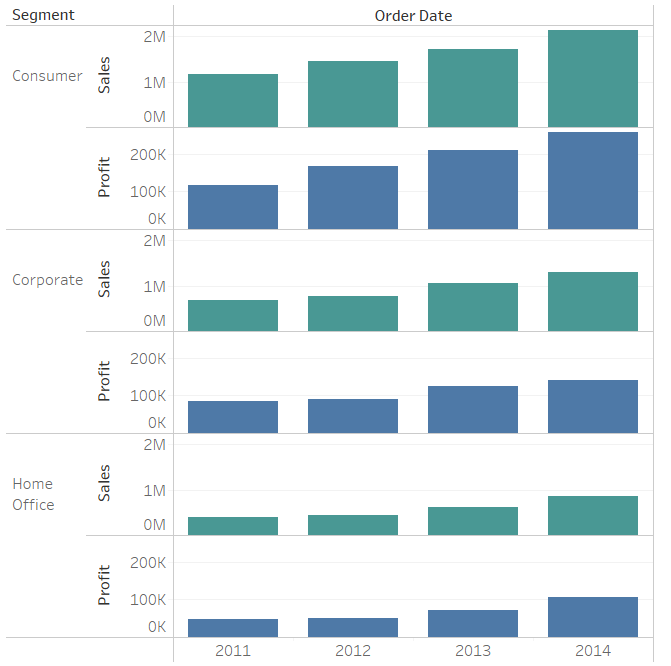 Segment
Order Date
Consumer
Sales
2M
1M
0M
Profit
200K
100K
0K
Corporate
Sales
2M
1M
0M
Profit
200K
100K
0K
Home
Office
Sales
2M
1M
0M
Profit
200K
100K
0K
2011 2012 2013 2014